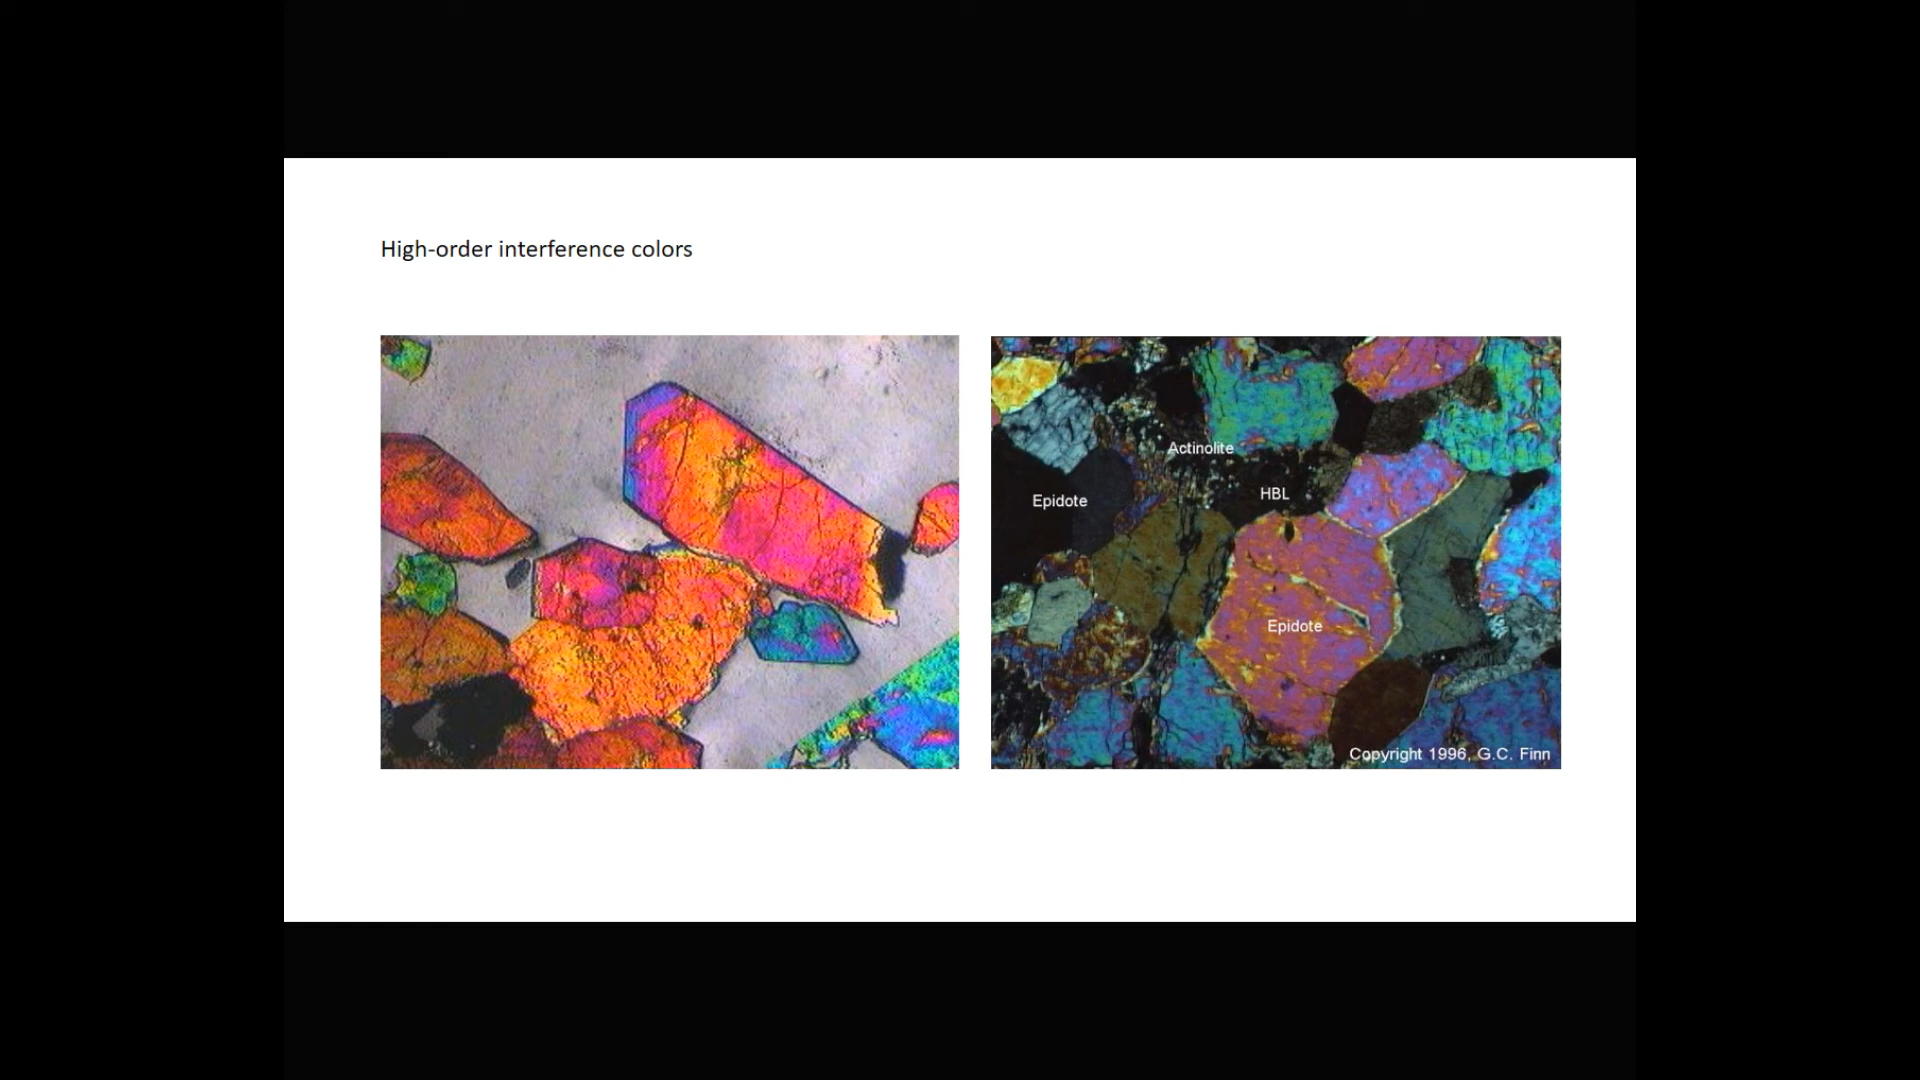 High-order interference colors
Actinolite
Epidote
HBL
Epidote
Copyright 1996, G.C. Finn